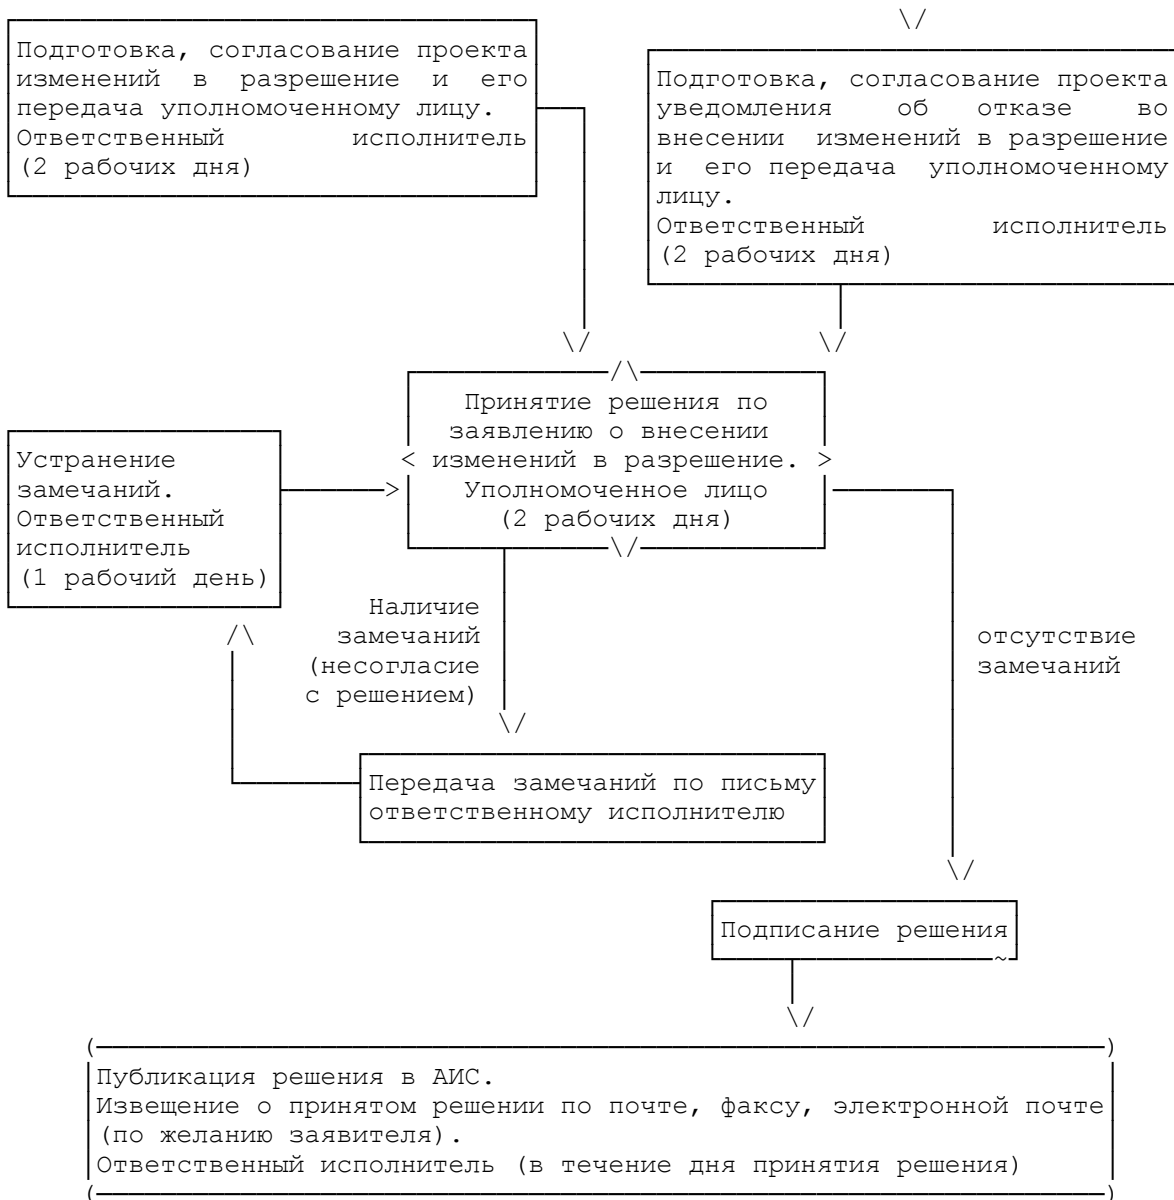 Подготовка, согласование проекта
изменений в разрешение и его
передача уполномоченному лицу.
Ответственный исполнитель
(2 рабочих дня)
Подготовка, согласование проекта
уведомления об отказе во
внесении изменений в разрешение
и его передача уполномоченному
лицу.
Ответственный исполнитель
(2 рабочих дня)
Принятие решения по
заявлению о внесении
изменений в разрешение.
Уполномоченное лицо
(2 рабочих дня)
Устранение
замечаний.
Ответственный
исполнитель
(1 рабочий день)
Наличие
замечаний
(несогласие
с решением)
отсутствие
замечаний
Передача замечаний по письму
ответственному исполнителю
Подписание решения
Публикация решения в АИС.
Извещение о принятом решении по почте, факсу, электронной почте
(по желанию заявителя).
Ответственный исполнитель (в течение дня принятия решения)